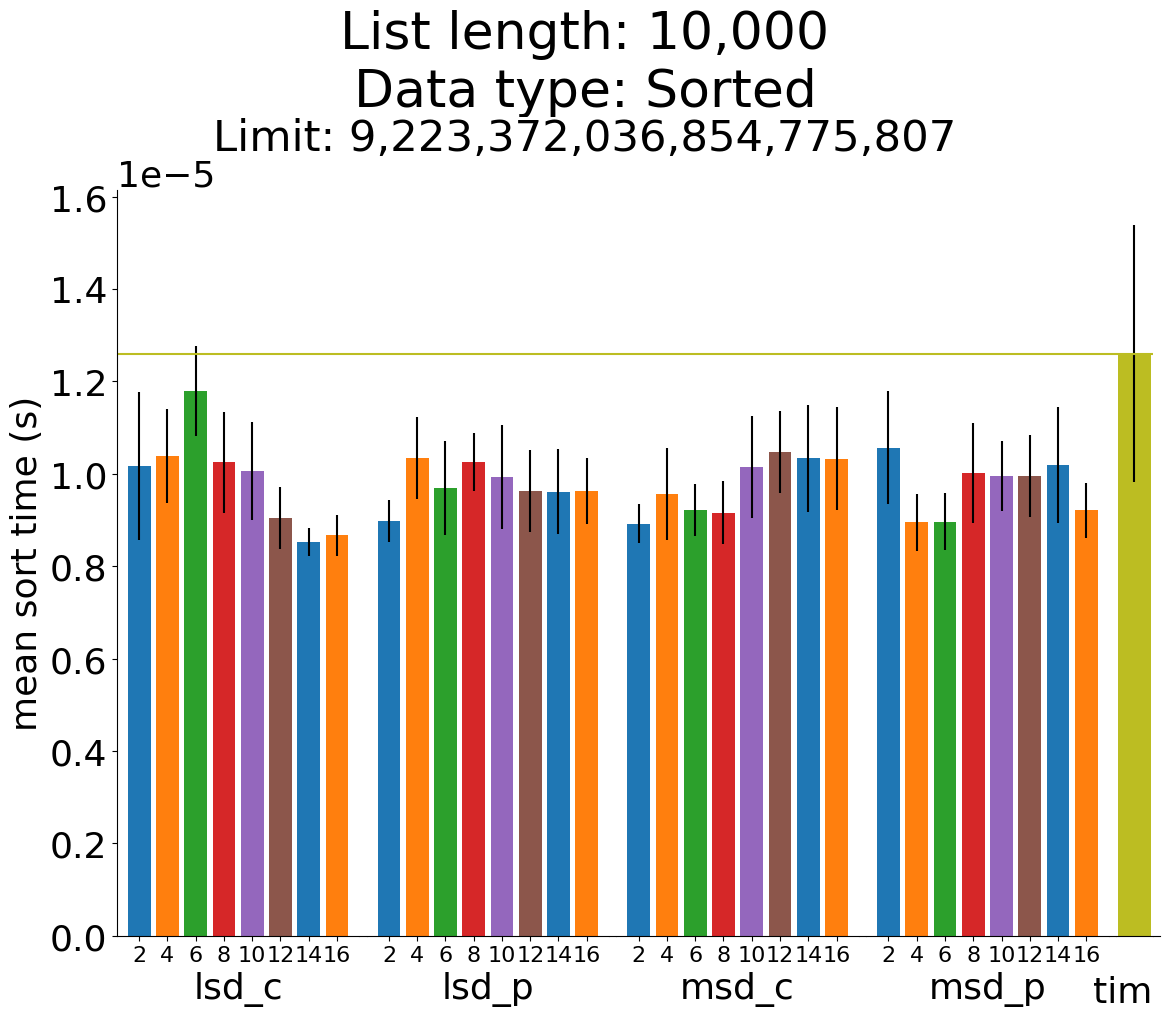 List length: 10,000
Data type: Sorted
Limit: 9,223,372,036,854,775,807
1e−5
1.6
1.4
1.2
1.0
0.8
0.6
0.4
0.2
0.0
mean sort time (s)
2 4 6 8 10 12 14 16 2 4 6 8 10 12 14 16 2 4 6 8 10 12 14 16 2 4 6 8 10 12 14 16
lsd_c lsd_p msd_c msd_p tim